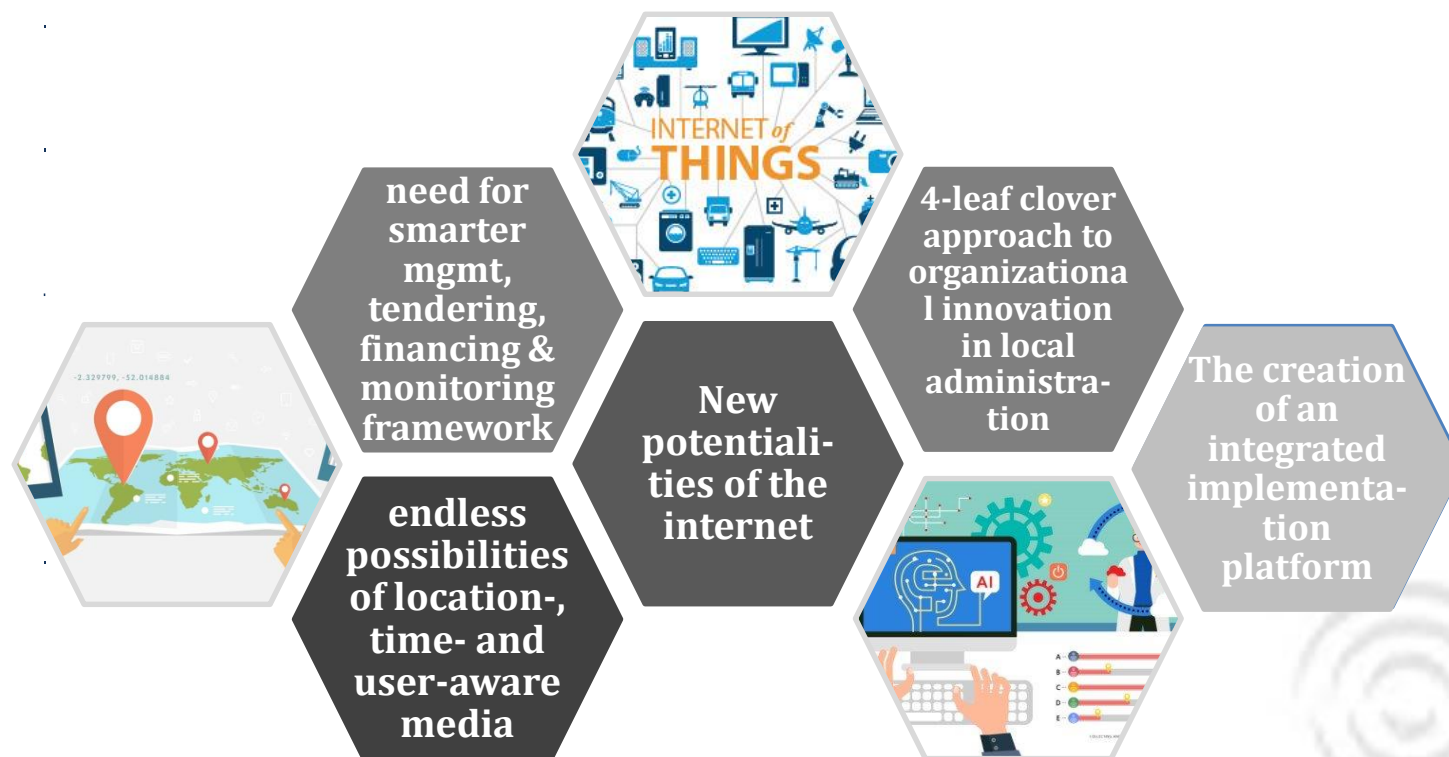 INTERNET of
THINGS
need for
smarter
mgmt,
tendering,
financing &
monitoring
framework
4-leaf clover
approach to
organizationa
l innovation
in local
administra-
tion
-2.329799, -52.014884
New
potentiali-
ties of the
internet
The creation
of an
integrated
implementa-
tion
platform
endless
possibilities
of location-,
time- and
user-aware
media
AI
A
B
C
D
E